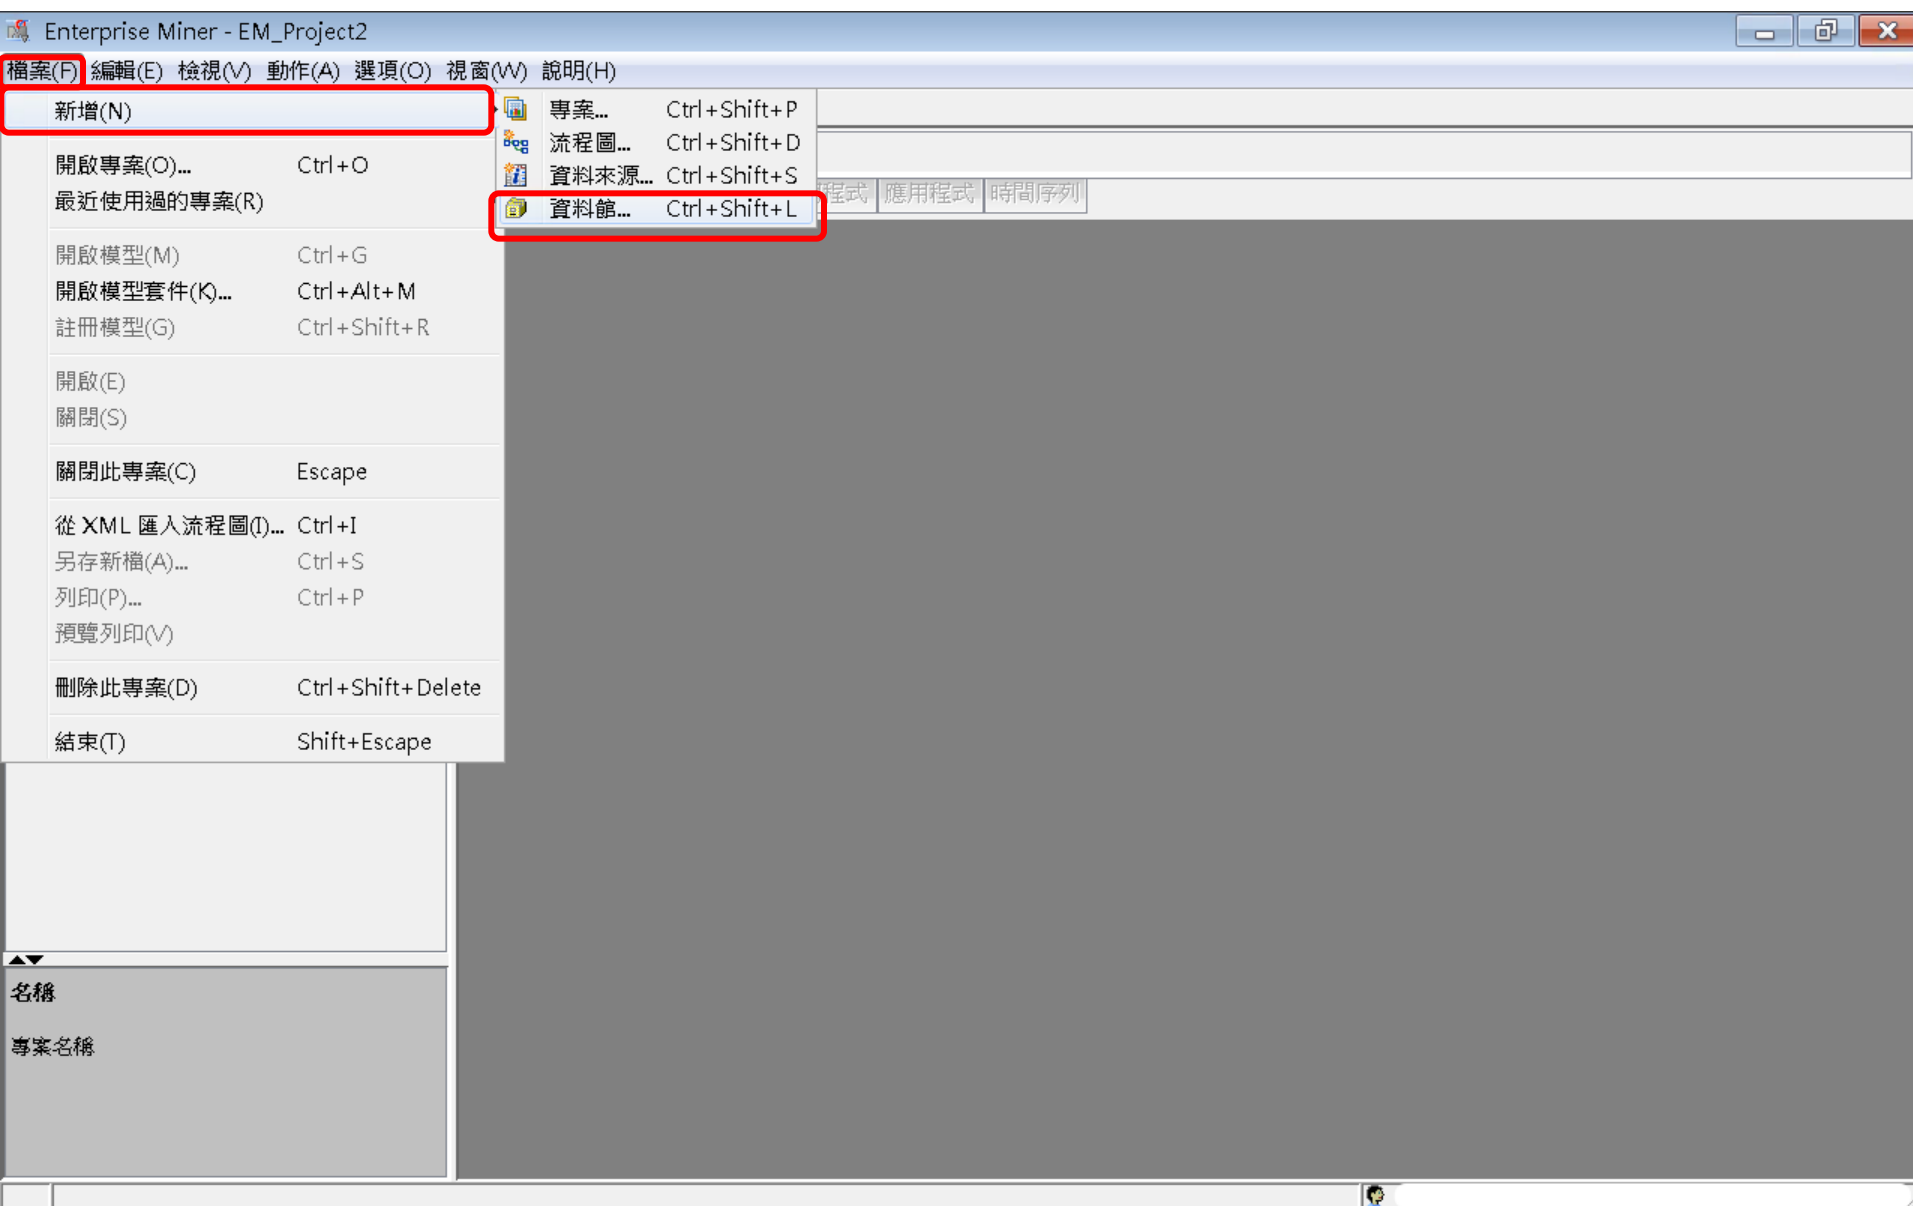 Enterprise Miner - EM_Project2
檔案(F) 編輯(E) 檢視(V) 動作(A) 選項(O) 視窗(W) 說明(H)
新增(N)
專案... Ctrl+Shift+P
流程圖... Ctrl+Shift+D
資料來源... Ctrl+Shift+S
資料館... Ctrl+Shift+L
程式 應用程式 時間序列
開啟專案(O)... Ctrl+O
最近使用過的專案(R)
開啟模型(M) Ctrl+G
開啟模型套件(K)... Ctrl+Alt+M
註冊模型(G) Ctrl+Shift+R
開啟(E)
關閉(S)
關閉此專案(C) Escape
從 XML 匯入流程圖(I)... Ctrl+I
另存新檔(A)... Ctrl+S
列印(P)... Ctrl+P
預覽列印(V)
刪除此專案(D) Ctrl+Shift+Delete
結束(T) Shift+Escape
名稱
專案名稱